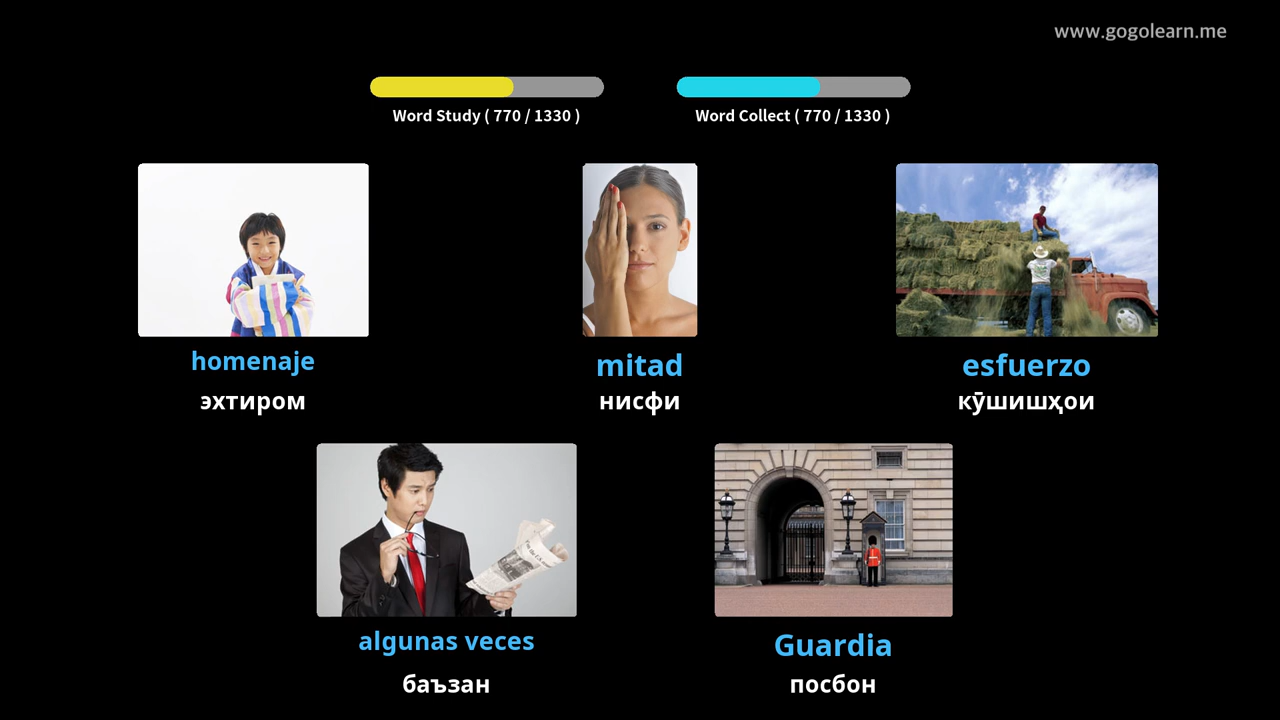 www.gogolearn.me
Word Study ( 770 / 1330 )
Word Collect ( 770 / 1330 )
homenaje
эхтиром
mitad
нисфи
esfuerzo
кӯшишҳои
algunas veces
баъзан
Guardia
посбон